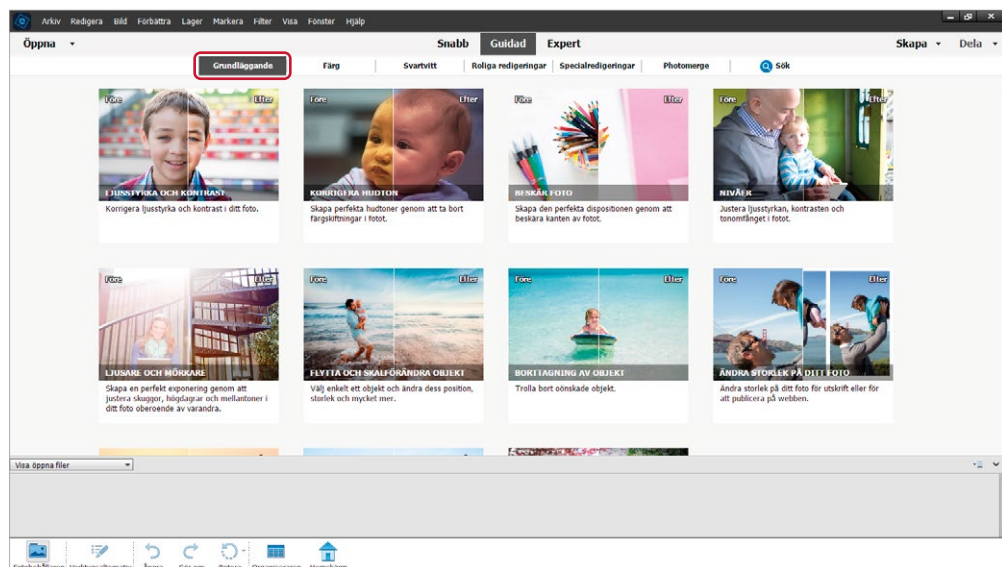 Arkiv Redigera Bild Förbättra Lager Markera Filter Visa Fönster Hjälp
Öppna Snabb Guidad Expert Skapa Dela
Grundläggande Färg Svartvitt Roliga redigeringar Specialredigeringar Photomerge Sök
Före Efter Före Efter Före Efter Före Efter
LJUSSTYRKA OCH KONTRAST KORRIGERA HUDTON BESKÄR FOTO NIVÅER
Korrigera ljusstyrka och kontrast i ditt foto.
Skapa perfekta hudtoner genom att ta bort
färgskiftningar i fotot.
Skapa den perfekta dispositionen genom att
beskära kanten av fotot.
Justera ljusstyrkan, kontrasten och
tonomfånget i fotot.
Före Efter Före Efter Före Efter Före Efter
LJUSARE OCH MÖRKARE FLYTTA OCH SKALFÖRÄNDRA OBJEKT BORTTAGNING AV OBJEKT ÄNDRA STORLEK PÅ DITT FOTO
Skapa en perfekt exponering genom att
justera skuggor, högdagrar och mellantoner i
ditt foto oberoende av varandra.
Välj enkelt ett objekt och ändra dess position,
storlek och mycket mer.
Trolla bort oönskade objekt.
Ändra storlek på ditt foto för utskrift eller för
att publicera på webben.
Visa öppna filer